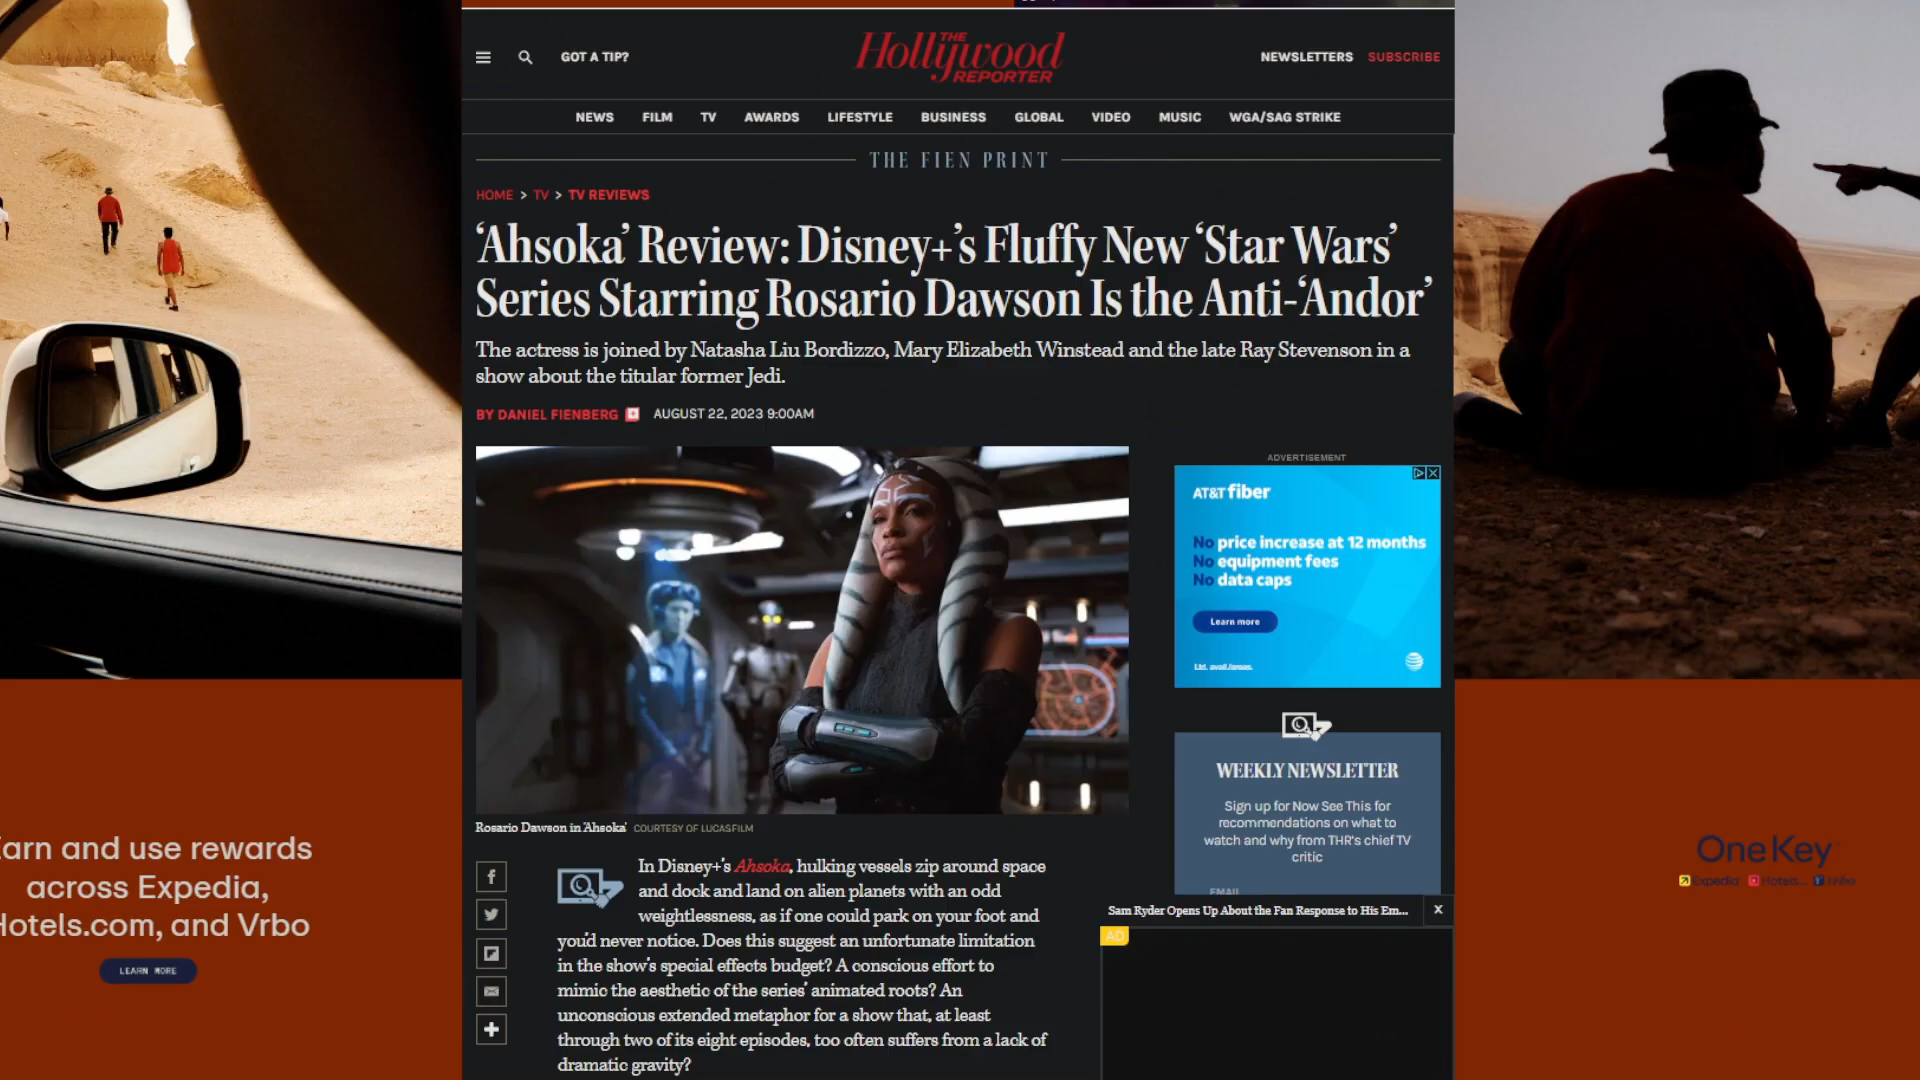 GOT A TIP?
THE
Hollywood
REPORTER
NEWSLETTERS SUBSCRIBE
NEWS FILM TV AWARDS LIFESTYLE BUSINESS GLOBAL VIDEO MUSIC WGA/SAG STRIKE
THE FIEN PRINT
HOME > TV > TV REVIEWS
‘Ahsoka’ Review: Disney+’s Fluffy New ‘Star Wars’
Series Starring Rosario Dawson Is the Anti-‘Andor’
The actress is joined by Natasha Liu Bordizzo, Mary Elizabeth Winstead and the late Ray Stevenson in a
show about the titular former Jedi.
BY DANIEL FIENBERG AUGUST 22, 2023 9:00AM
Rosario Dawson in 'Ahsoka' COURTESY OF LUCASFILM
In Disney+’s Ahsoka, hulking vessels zip around space
and dock and land on alien planets with an odd
weightlessness, as if one could park on your foot and
you’d never notice. Does this suggest an unfortunate limitation
in the show’s special effects budget? A conscious effort to
mimic the aesthetic of the series’ animated roots? An
unconscious extended metaphor for a show that, at least
through two of its eight episodes, too often suffers from a lack of
dramatic gravity?
ADVERTISEMENT
AT&T fiber
No price increase at 12 months
No equipment fees
No data caps
Learn more
Ltd. avail./areas.
WEEKLY NEWSLETTER
Sign up for Now See This for
recommendations on what to
watch and why from THR's chief TV
critic
EMAIL
Sam Ryder Opens Up About the Fan Response to His Em... X
AD
arn and use rewards
across Expedia,
otels.com, and Vrbo
LEARN MORE
One Key
Expedia Hotels... Vrbo